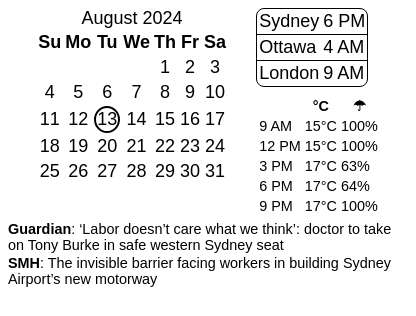 August 2024
Su Mo Tu We Th Fr Sa
1 2 3
4 5 6 7 8 9 10
11 12 13 14 15 16 17
18 19 20 21 22 23 24
25 26 27 28 29 30 31
Sydney 6 PM
Ottawa 4 AM
London 9 AM
°C ☂
9 AM 15°C 100%
12 PM 15°C 100%
3 PM 17°C 63%
6 PM 17°C 64%
9 PM 17°C 100%
Guardian: ‘Labor doesn’t care what we think’: doctor to take
on Tony Burke in safe western Sydney seat
SMH: The invisible barrier facing workers in building Sydney
Airport’s new motorway